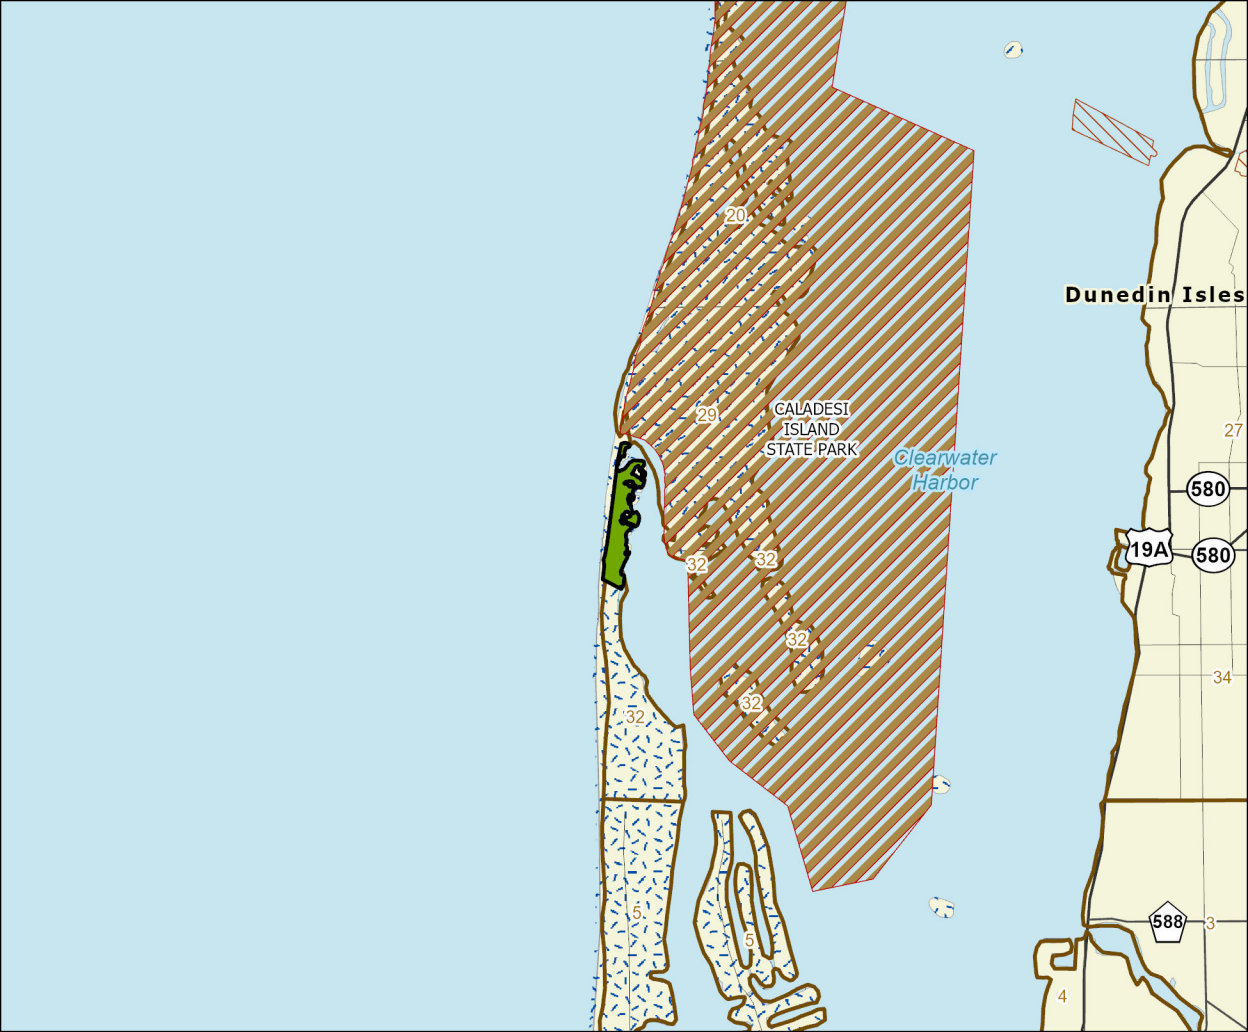 20
Dunedin Isles
CALADESI
ISLAND
STATE PARK
29
27
Clearwater
Harbor
580
19A
580
32
32
32
34
32
32
5
5
588
3
4